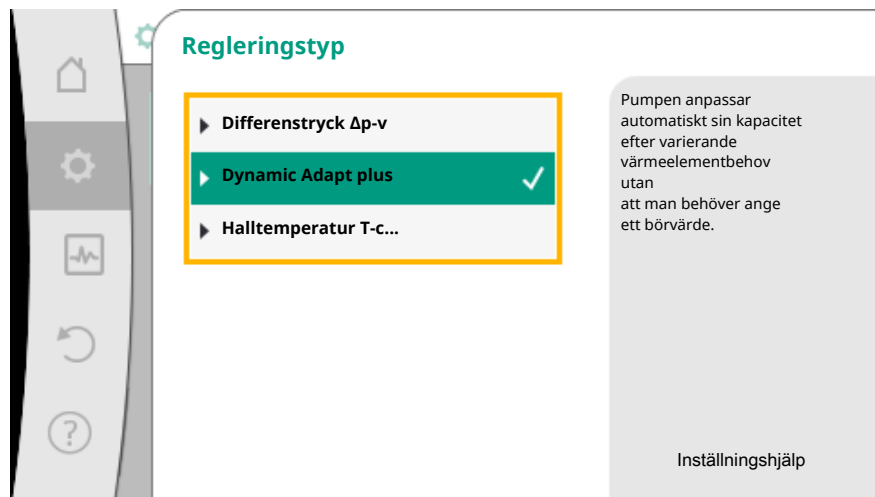 Regleringstyp
Differenstryck Δp-v
Dynamic Adapt plus
Halltemperatur T-c...
Pumpen anpassar
automatiskt sin kapacitet
efter varierande
värmeelementbehov
utan
att man behöver ange
ett börvärde.
Inställningshjälp